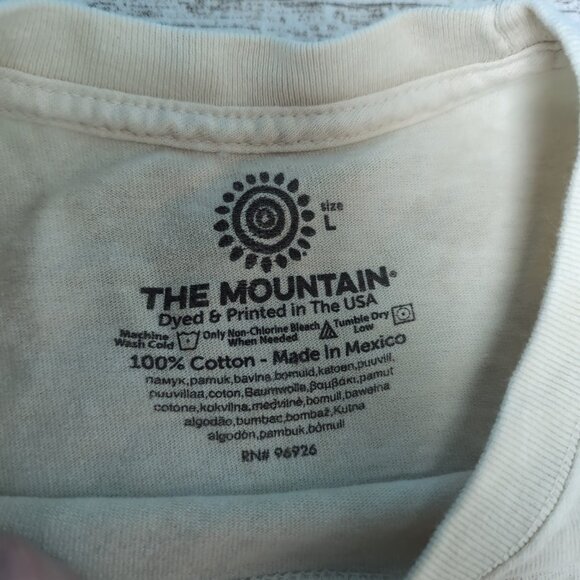 size
L
THE MOUNTAIN®
Dyed & Printed in The USA
Machine Wash Cold
Only Non-Chlorine Bleach When Needed
Tumble Dry Low
100% Cotton - Made In Mexico
памук,pamuk,bavlna,bomuld,katoen,puuvill,
puuvillaa,coton,Baumwolle,βαμβάκι,pamut
cotone,kokvilna,medvilnė,bomull,bawełna
algodão,bumbac,bombaž,Kutna
algodón,pambuk,bómull
RN# 96926